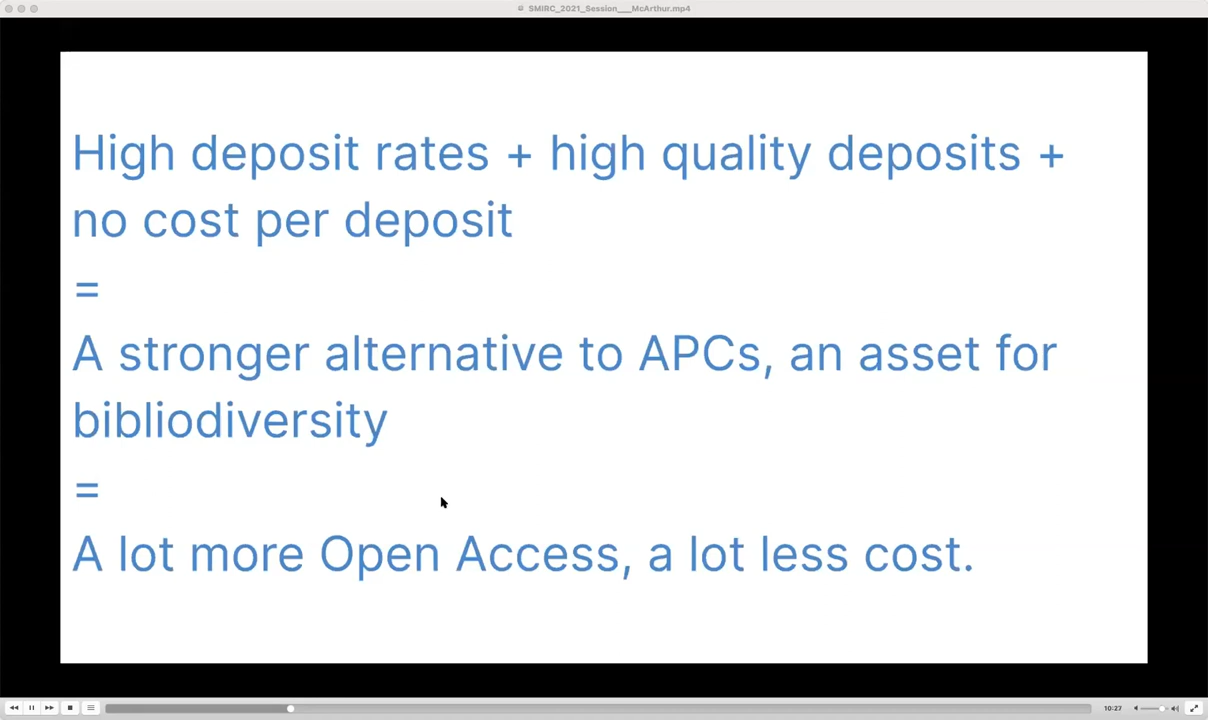 SMIRC_2021_Session___McArthur.mp4
High deposit rates + high quality deposits +
no cost per deposit
=
A stronger alternative to APCs, an asset for
bibliodiversity
=
A lot more Open Access, a lot less cost.
10:27